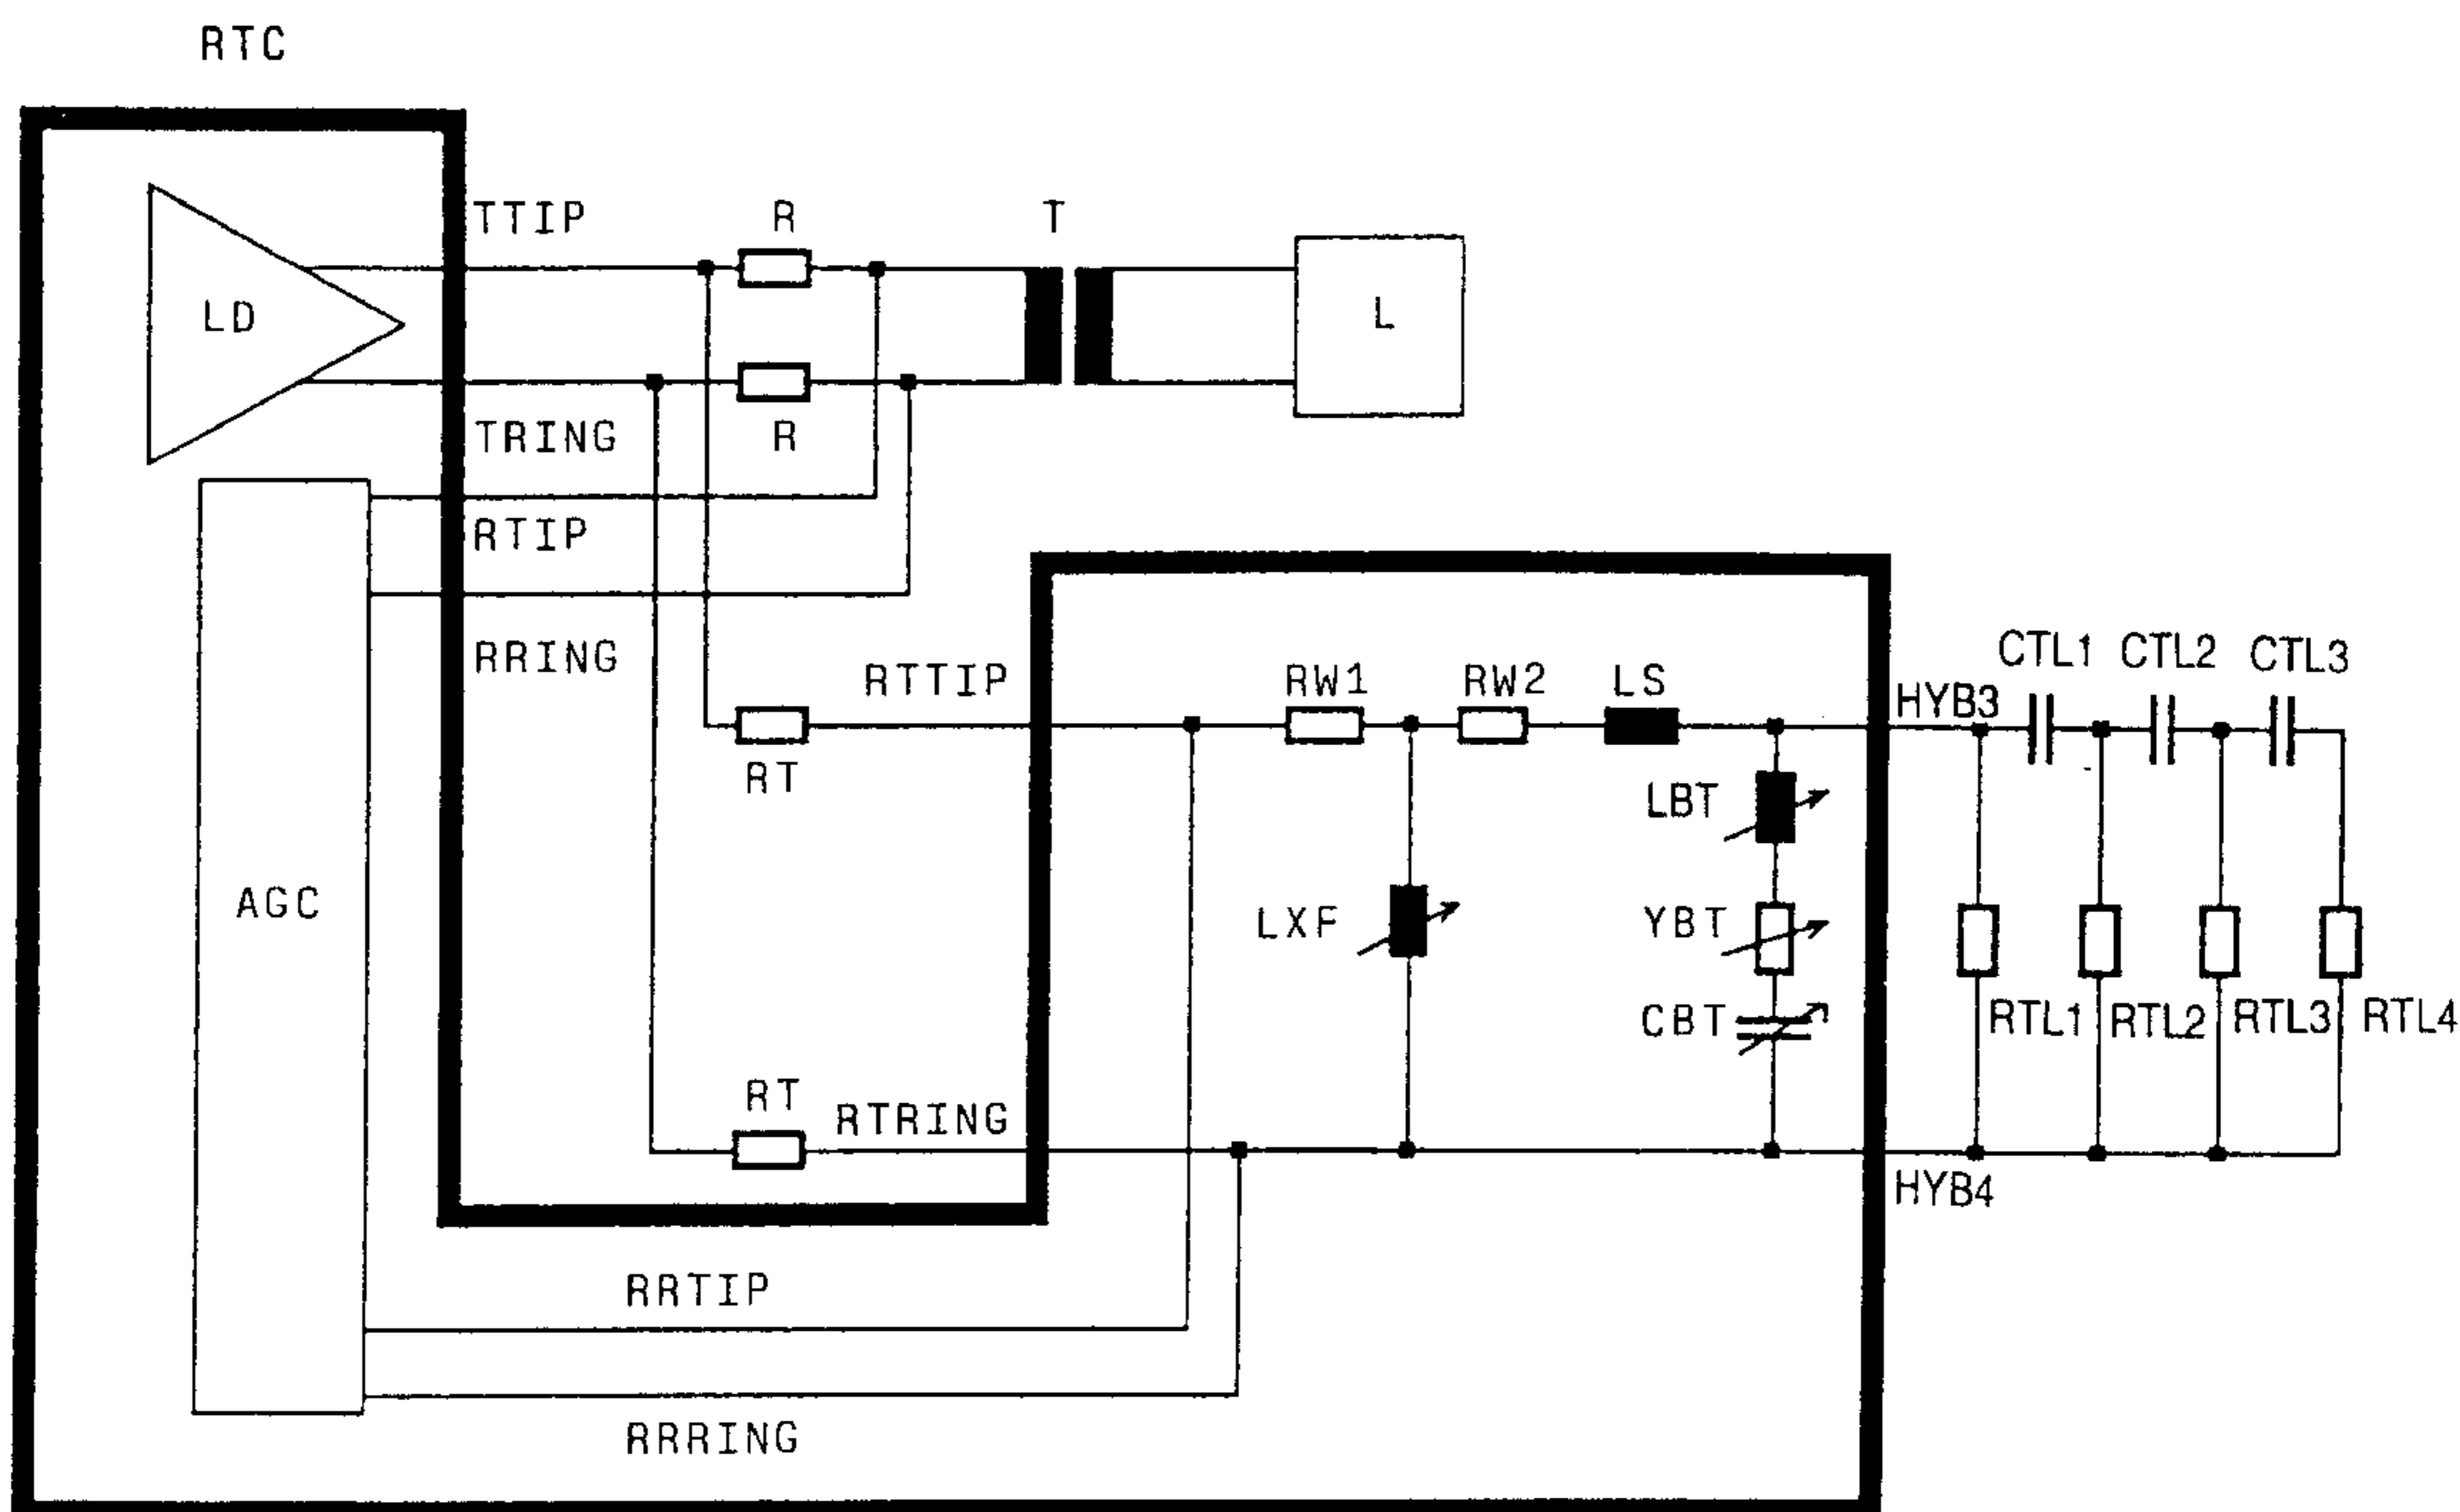 RTC
TTIP
R
T
LD
L
TRING
R
RTIP
RRING
RTTIP
RW1
RW2
LS
HYB3
CTL1
CTL2
CTL3
RT
LBT
AGC
LXF
YBT
CBT
RTL1
RTL2
RTL3
RTL4
RT
RTRING
HYB4
RRTIP
RRRING